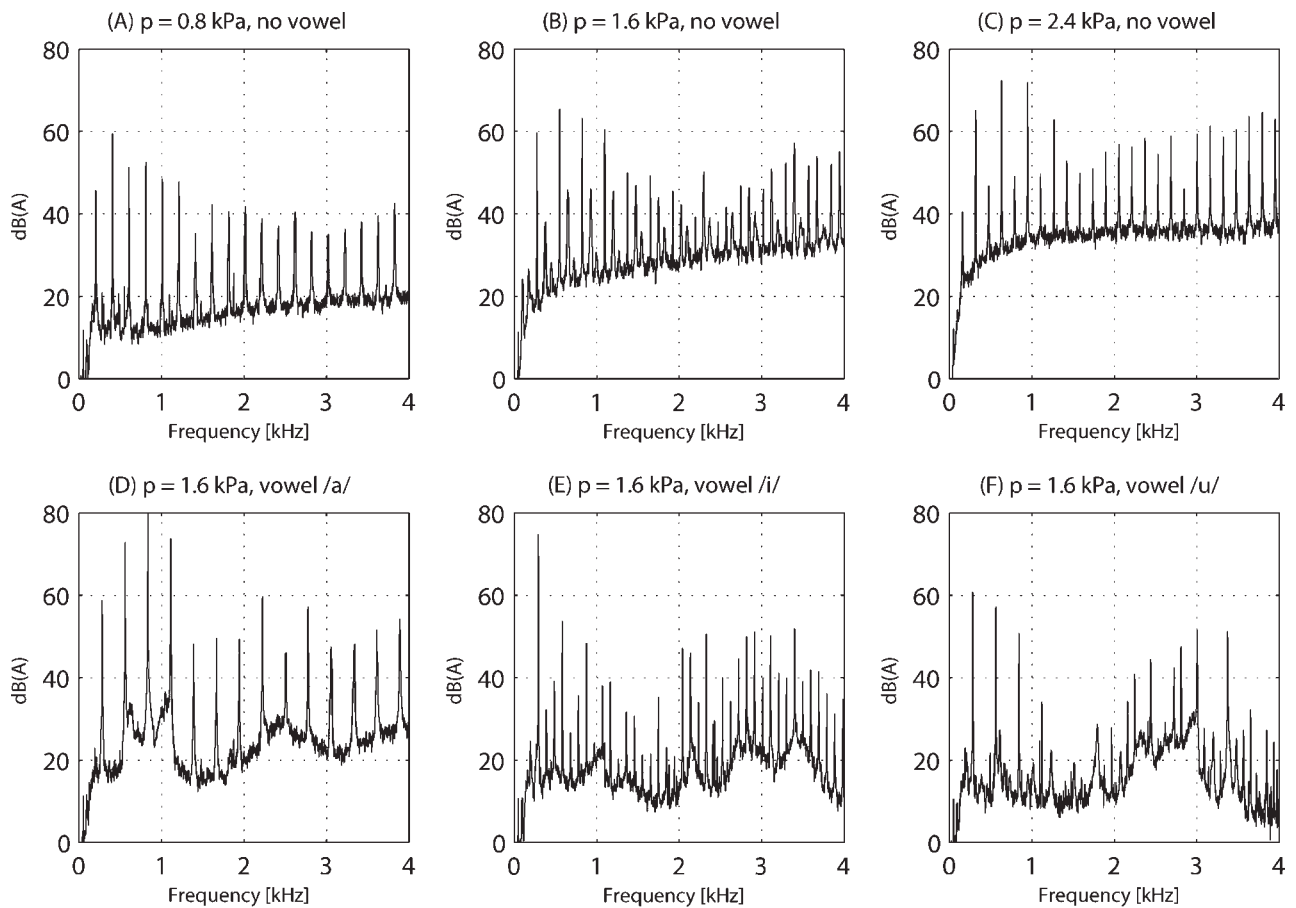 (A) p = 0.8 kPa, no vowel
80
60
40
20
0
dB(A)
0 1 2 3 4
Frequency [kHz]
(B) p = 1.6 kPa, no vowel
80
60
40
20
0
dB(A)
0 1 2 3 4
Frequency [kHz]
(C) p = 2.4 kPa, no vowel
80
60
40
20
0
dB(A)
0 1 2 3 4
Frequency [kHz]
(D) p = 1.6 kPa, vowel /a/
80
60
40
20
0
dB(A)
0 1 2 3 4
Frequency [kHz]
(E) p = 1.6 kPa, vowel /i/
80
60
40
20
0
dB(A)
0 1 2 3 4
Frequency [kHz]
(F) p = 1.6 kPa, vowel /u/
80
60
40
20
0
dB(A)
0 1 2 3 4
Frequency [kHz]